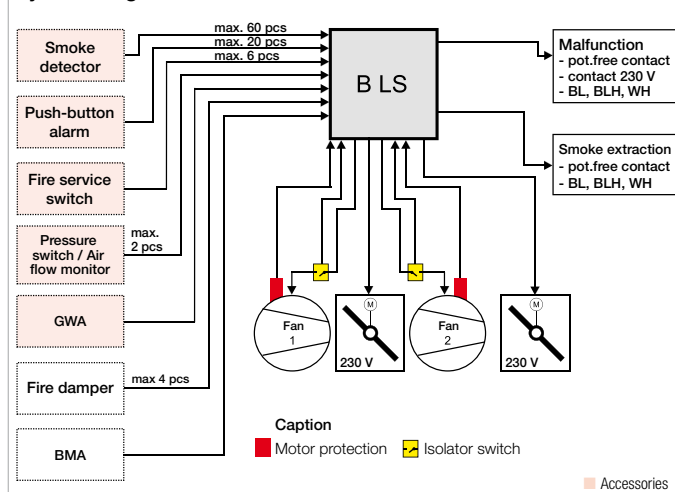 max. 60 pcs
max. 20 pcs
max. 6 pcs
Smoke
detector
Push-button
alarm
Fire service
switch
Pressure
switch / Air
flow monitor
max.
2 pcs
GWA
Fire damper
max 4 pcs
BMA
B LS
Malfunction
- pot.free contact
- contact 230 V
- BL, BLH, WH
Smoke extraction
- pot.free contact
- BL, BLH, WH
Fan
1
M
230 V
Fan
2
M
230 V
Caption
Motor protection
Isolator switch
Accessories